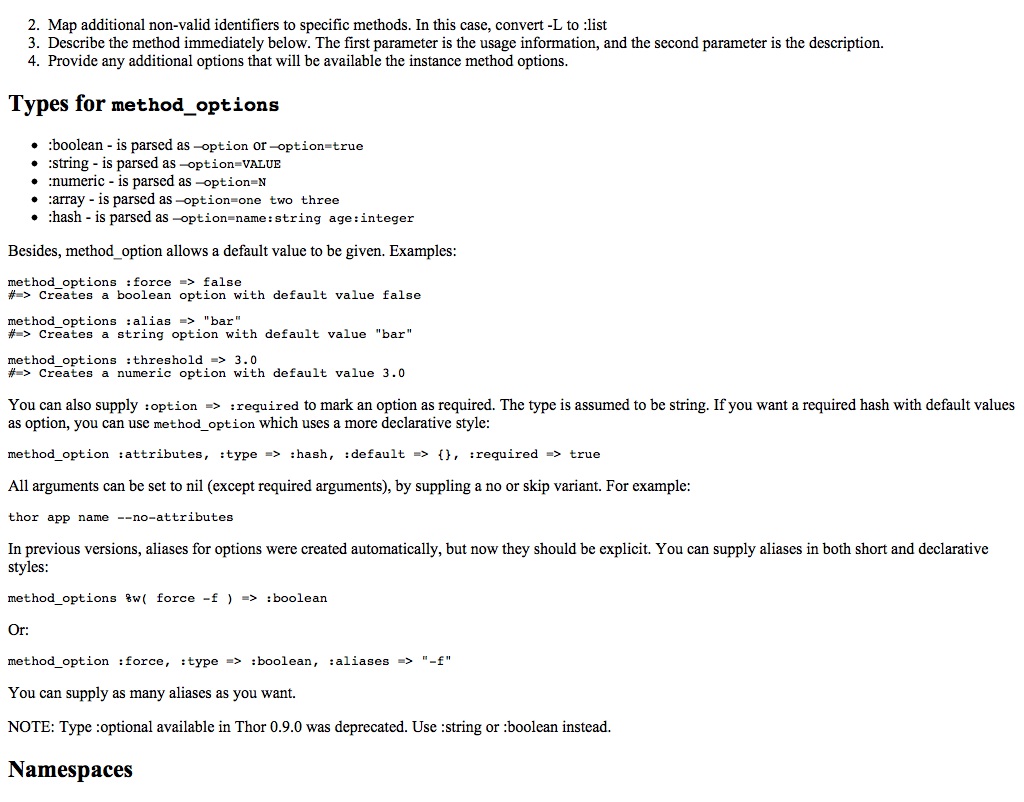 2. Map additional non-valid identifiers to specific methods. In this case, convert -L to :list
3. Describe the method immediately below. The first parameter is the usage information, and the second parameter is the description.
4. Provide any additional options that will be available the instance method options.
Types for method_options
• :boolean - is parsed as —option or —option=true
• :string - is parsed as —option=VALUE
• :numeric - is parsed as —option=N
• :array - is parsed as —option=one two three
• :hash - is parsed as —option=name:string age:integer
Besides, method_option allows a default value to be given. Examples:
method_options :force => false
#=> Creates a boolean option with default value false
method_options :alias => "bar"
#=> Creates a string option with default value "bar"
method_options :threshold => 3.0
#=> Creates a numeric option with default value 3.0
You can also supply :option => :required to mark an option as required. The type is assumed to be string. If you want a required hash with default values
as option, you can use method_option which uses a more declarative style:
method_option :attributes, :type => :hash, :default => {}, :required => true
All arguments can be set to nil (except required arguments), by suppling a no or skip variant. For example:
thor app name --no-attributes
In previous versions, aliases for options were created automatically, but now they should be explicit. You can supply aliases in both short and declarative
styles:
method_options %w( force -f ) => :boolean
Or:
method_option :force, :type => :boolean, :aliases => "-f"
You can supply as many aliases as you want.
NOTE: Type :optional available in Thor 0.9.0 was deprecated. Use :string or :boolean instead.
Namespaces